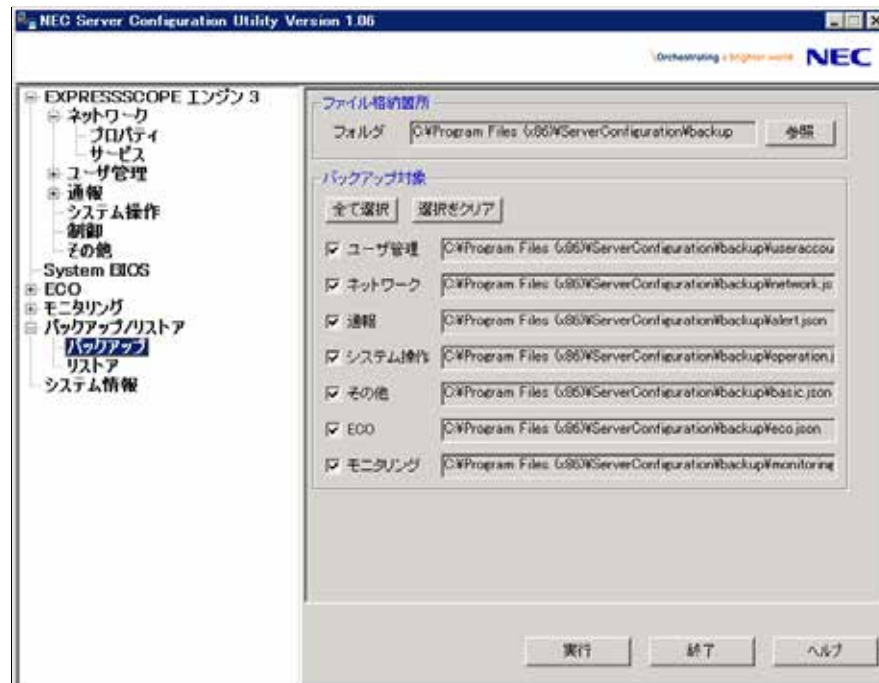 NEC Server Configuration Utility Version 1.06
Orchestrating a brighter world NEC
EXPRESSSCOPE エンジン 3
ネットワーク
プロパティ
サービス
ユーザ管理
通報
システム操作
制御
その他
System BIOS
ECO
モニタリング
バックアップ/リストア
バックアップ
リストア
システム情報
ファイル格納箇所
フォルダ C:¥Program Files (x86)¥ServerConfiguration¥backup 参照
バックアップ対象
全て選択 選択をクリア
ユーザ管理 C:¥Program Files (x86)¥ServerConfiguration¥backup¥useraccou
ネットワーク C:¥Program Files (x86)¥ServerConfiguration¥backup¥network.js
通報 C:¥Program Files (x86)¥ServerConfiguration¥backup¥alert.json
システム操作 C:¥Program Files (x86)¥ServerConfiguration¥backup¥operation.j
その他 C:¥Program Files (x86)¥ServerConfiguration¥backup¥basic.json
ECO C:¥Program Files (x86)¥ServerConfiguration¥backup¥eco.json
モニタリング C:¥Program Files (x86)¥ServerConfiguration¥backup¥monitoring
実行 終了 ヘルプ